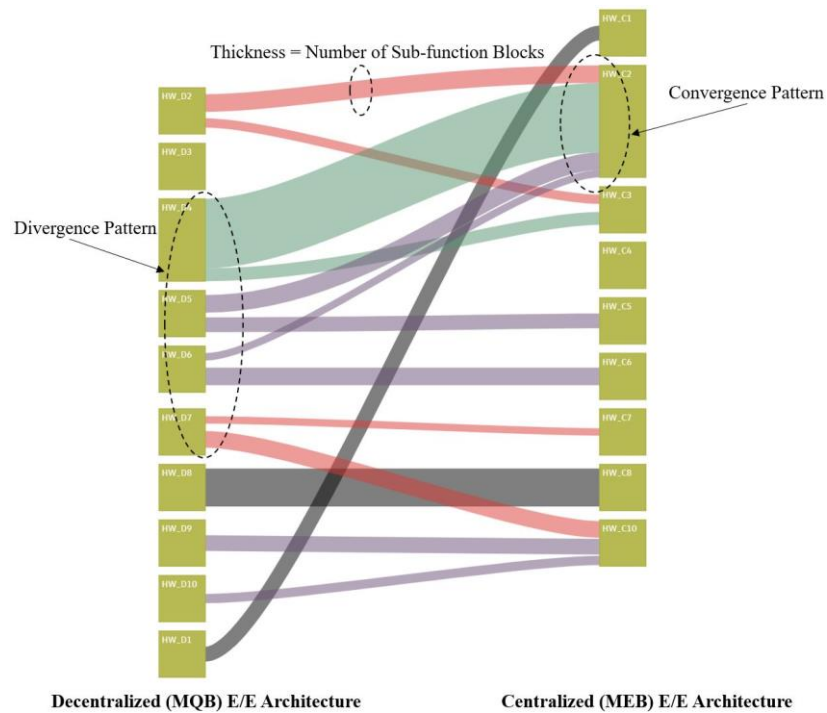 Thickness = Number of Sub-function Blocks
Convergence Pattern
Divergence Pattern
HW_D2
HW_D3
HW_D4
HW_D5
HW_D6
HW_D7
HW_D8
HW_D9
HW_D10
HW_D1
HW_C1
HW_C2
HW_C3
HW_C4
HW_C5
HW_C6
HW_C7
HW_C8
HW_C10
Decentralized (MQB) E/E Architecture
Centralized (MEB) E/E Architecture